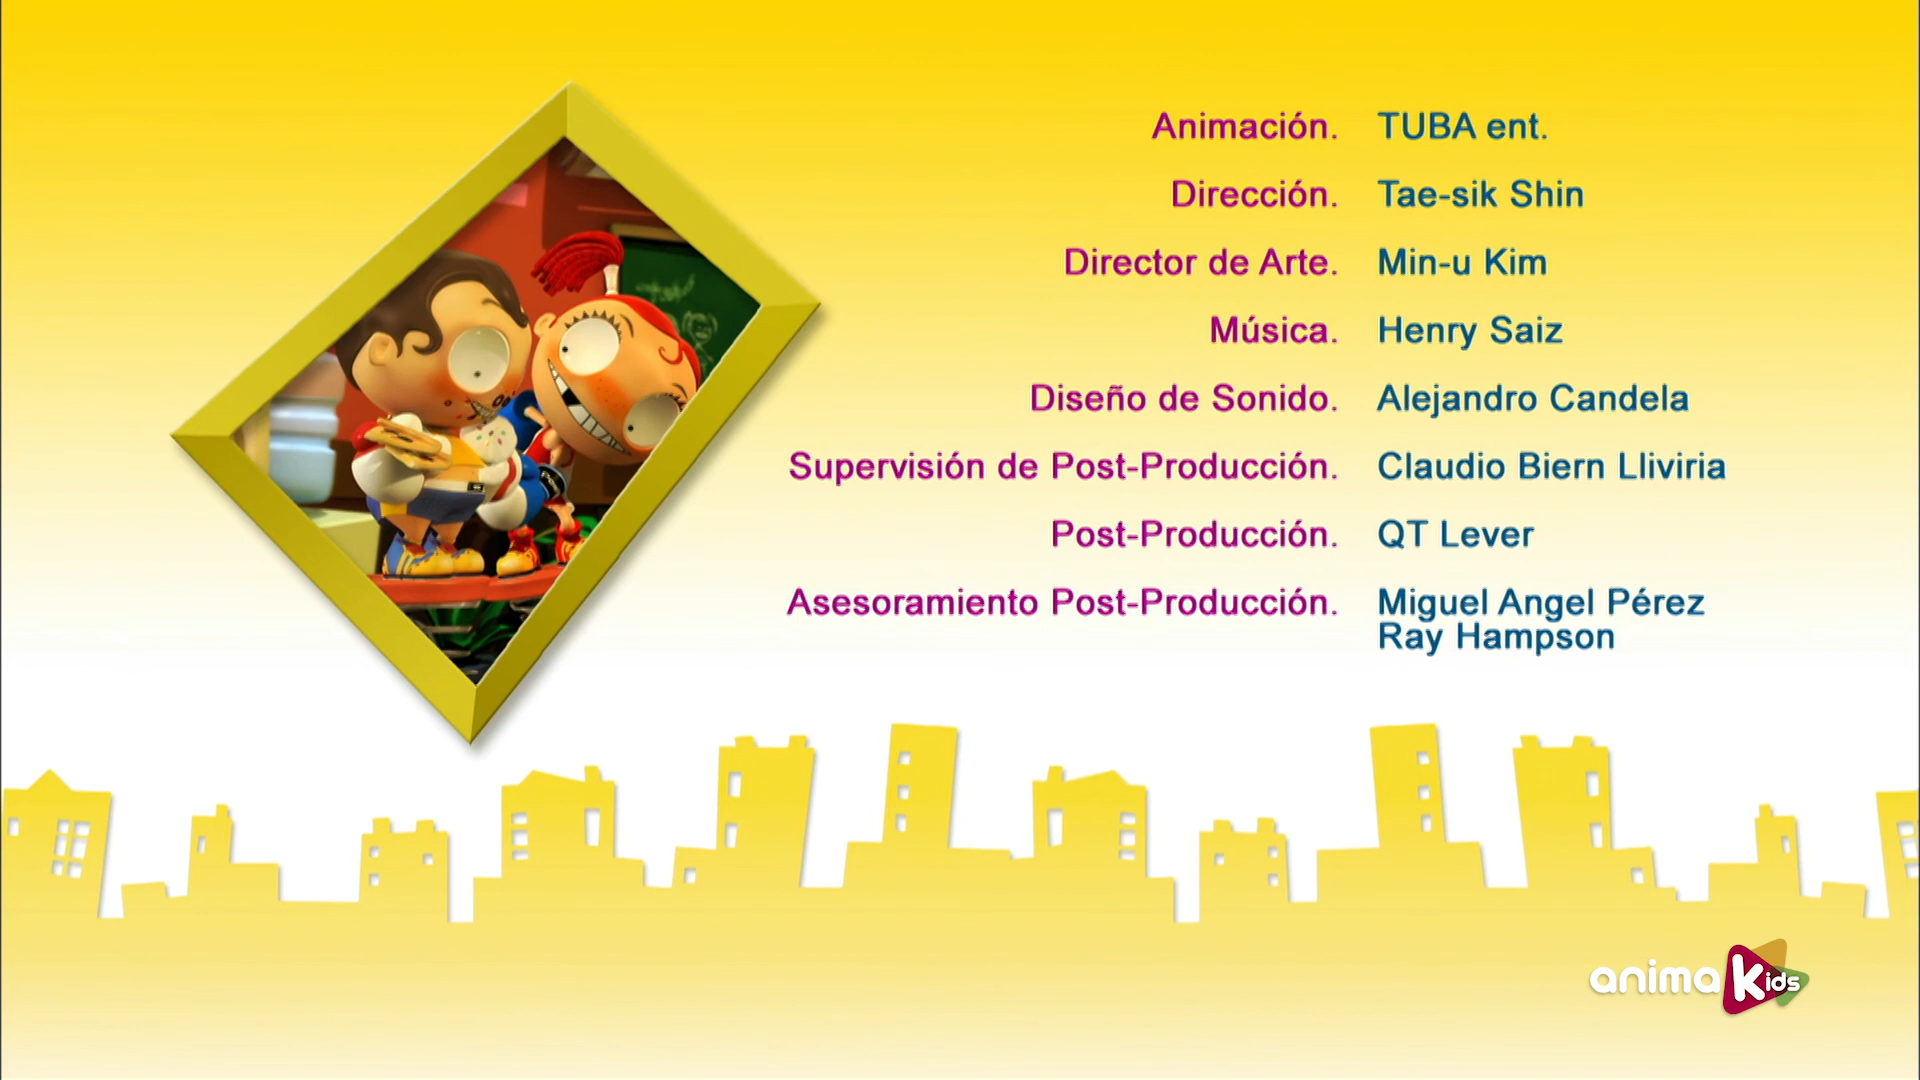 Animación. TUBA ent.
Dirección. Tae-sik Shin
Director de Arte. Min-u Kim
Música. Henry Saiz
Diseño de Sonido. Alejandro Candela
Supervisión de Post-Producción. Claudio Biern Lliviria
Post-Producción. QT Lever
Asesoramiento Post-Producción. Miguel Angel Pérez
Ray Hampson
anima Kids